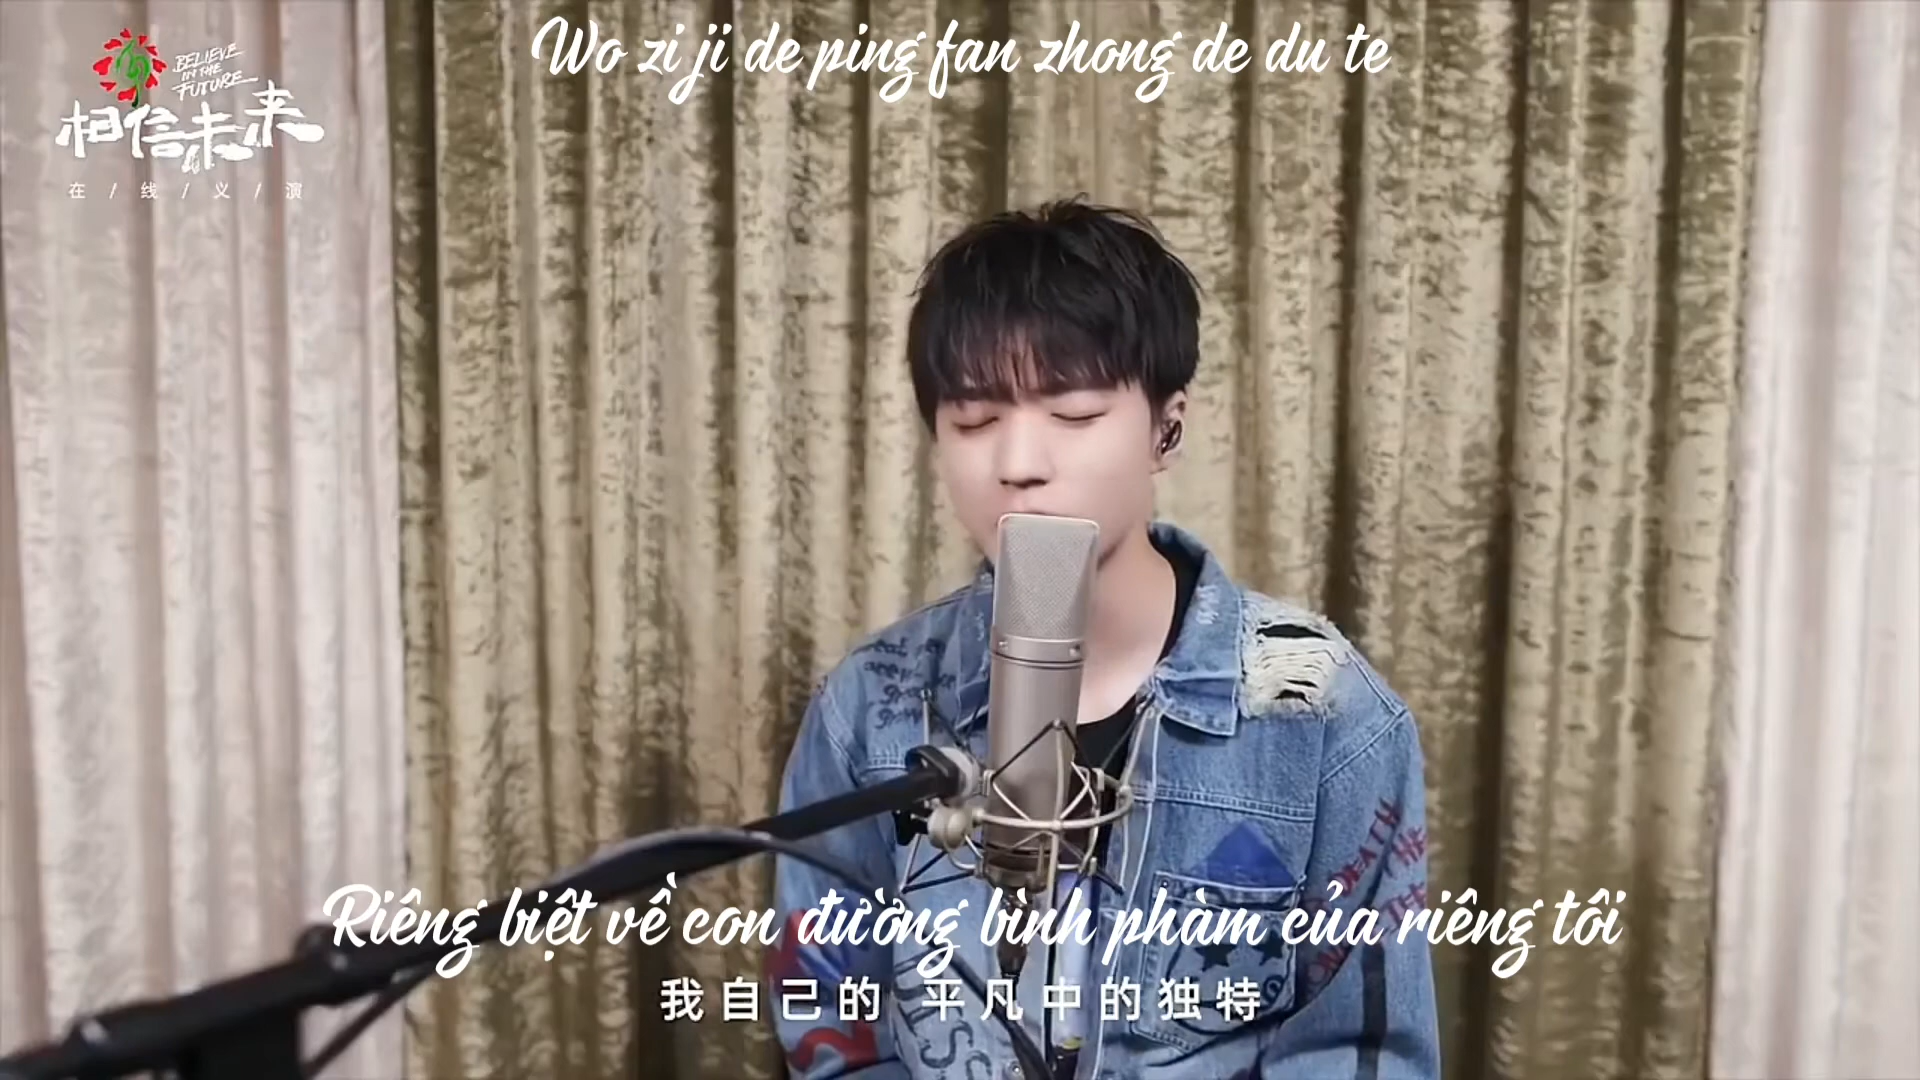 Wo zi ji de ping fan zhong de du te
BELIEVE
IN THE
FUTURE
相信未来
在/线/义/演
DEATH
THE
Riêng biệt về con đường bình phàm của riêng tôi
我自己的 平凡中的独特